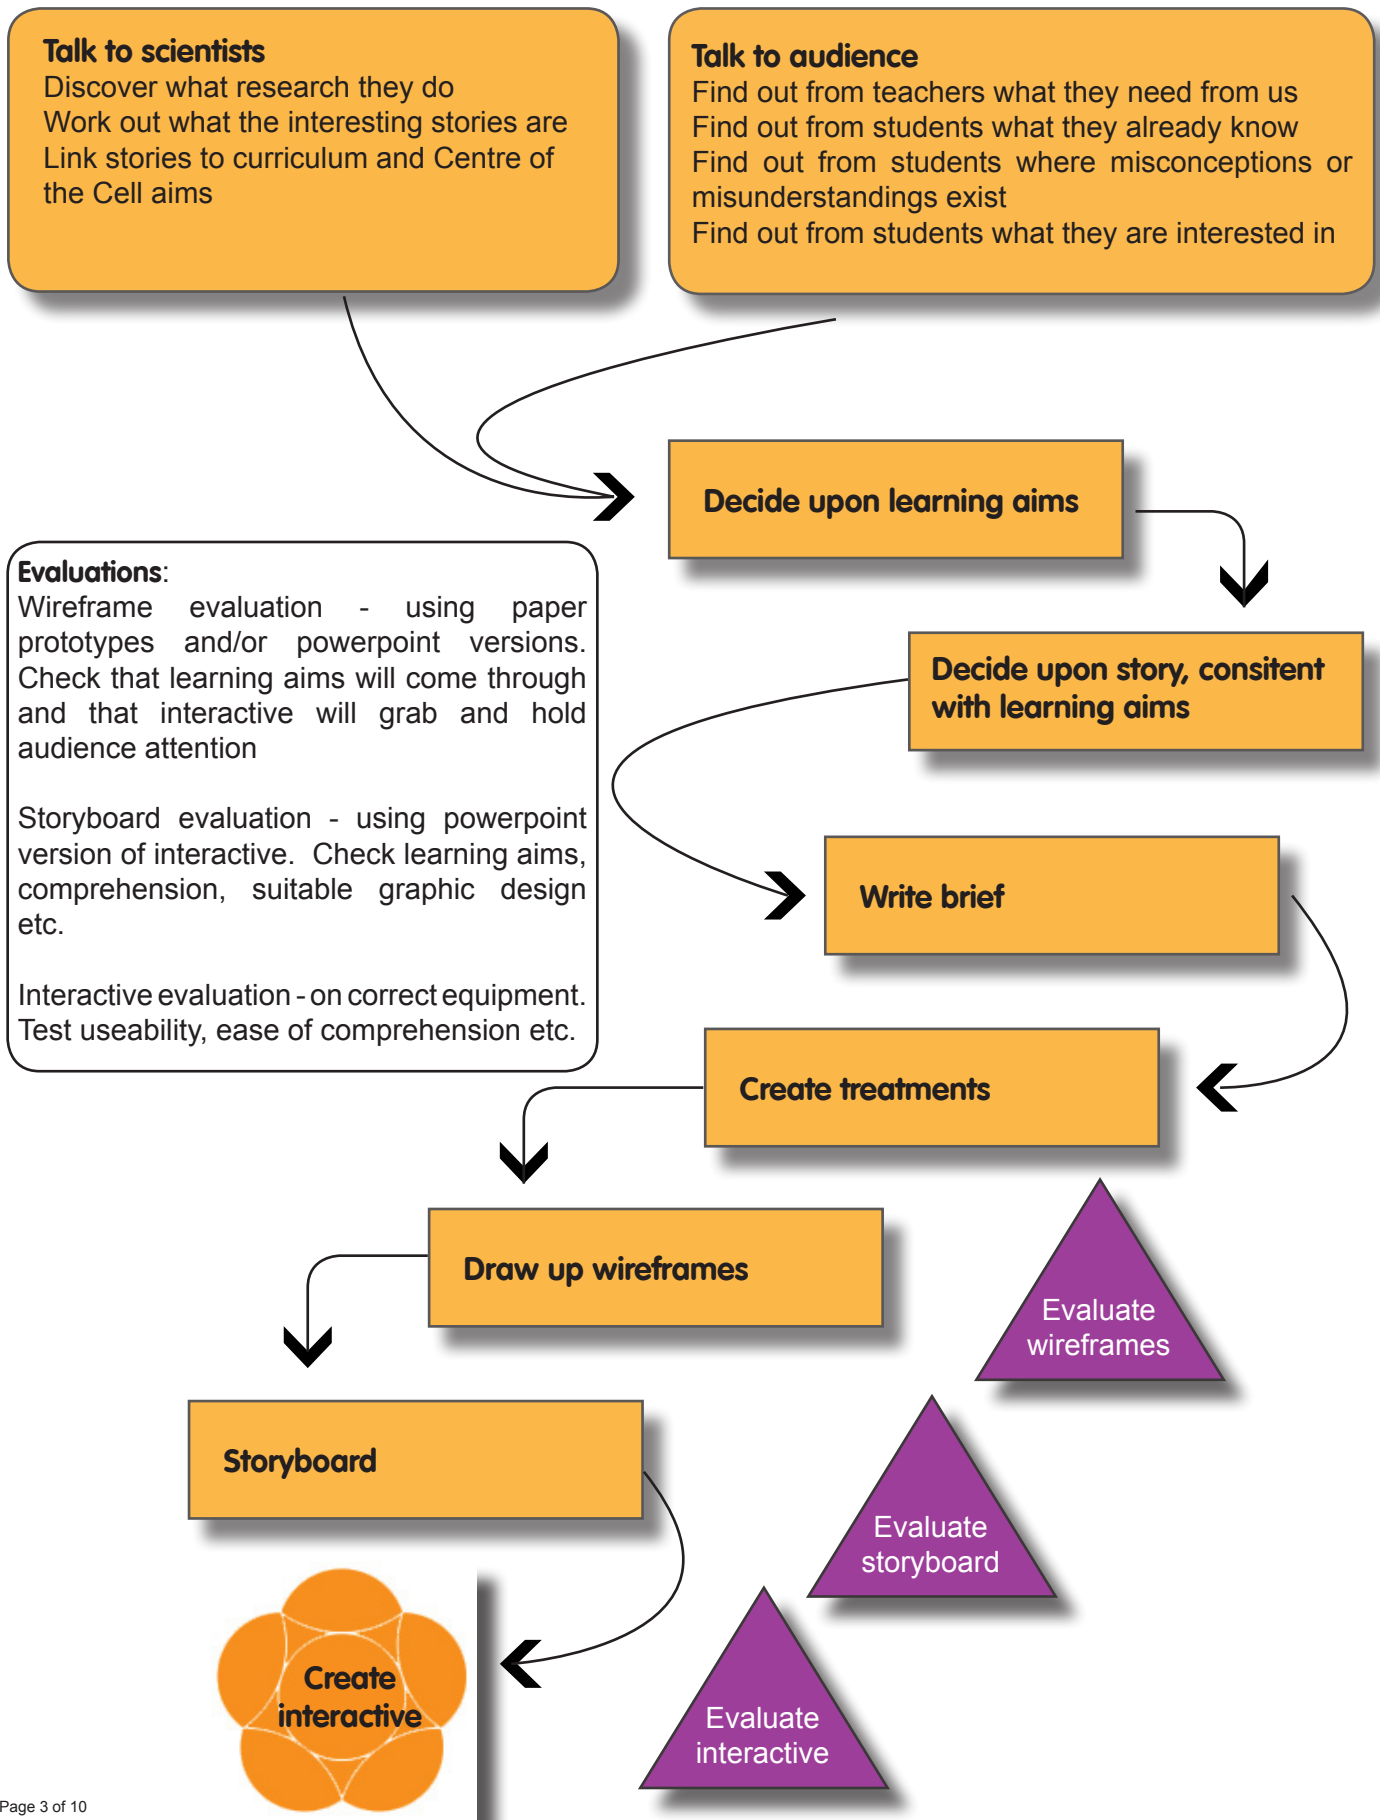 Talk to scientists
Discover what research they do
Work out what the interesting stories are
Link stories to curriculum and Centre of
the Cell aims
Talk to audience
Find out from teachers what they need from us
Find out from students what they already know
Find out from students where misconceptions or
misunderstandings exist
Find out from students what they are interested in
Decide upon learning aims
Evaluations:
Wireframe evaluation - using paper
prototypes and/or powerpoint versions.
Check that learning aims will come through
and that interactive will grab and hold
audience attention
Storyboard evaluation - using powerpoint
version of interactive. Check learning aims,
comprehension, suitable graphic design
etc.
Interactive evaluation - on correct equipment.
Test useability, ease of comprehension etc.
Decide upon story, consitent
with learning aims
Write brief
Create treatments
Draw up wireframes
Evaluate
wireframes
Storyboard
Evaluate
storyboard
Create
interactive
Evaluate
interactive
Page 3 of 10